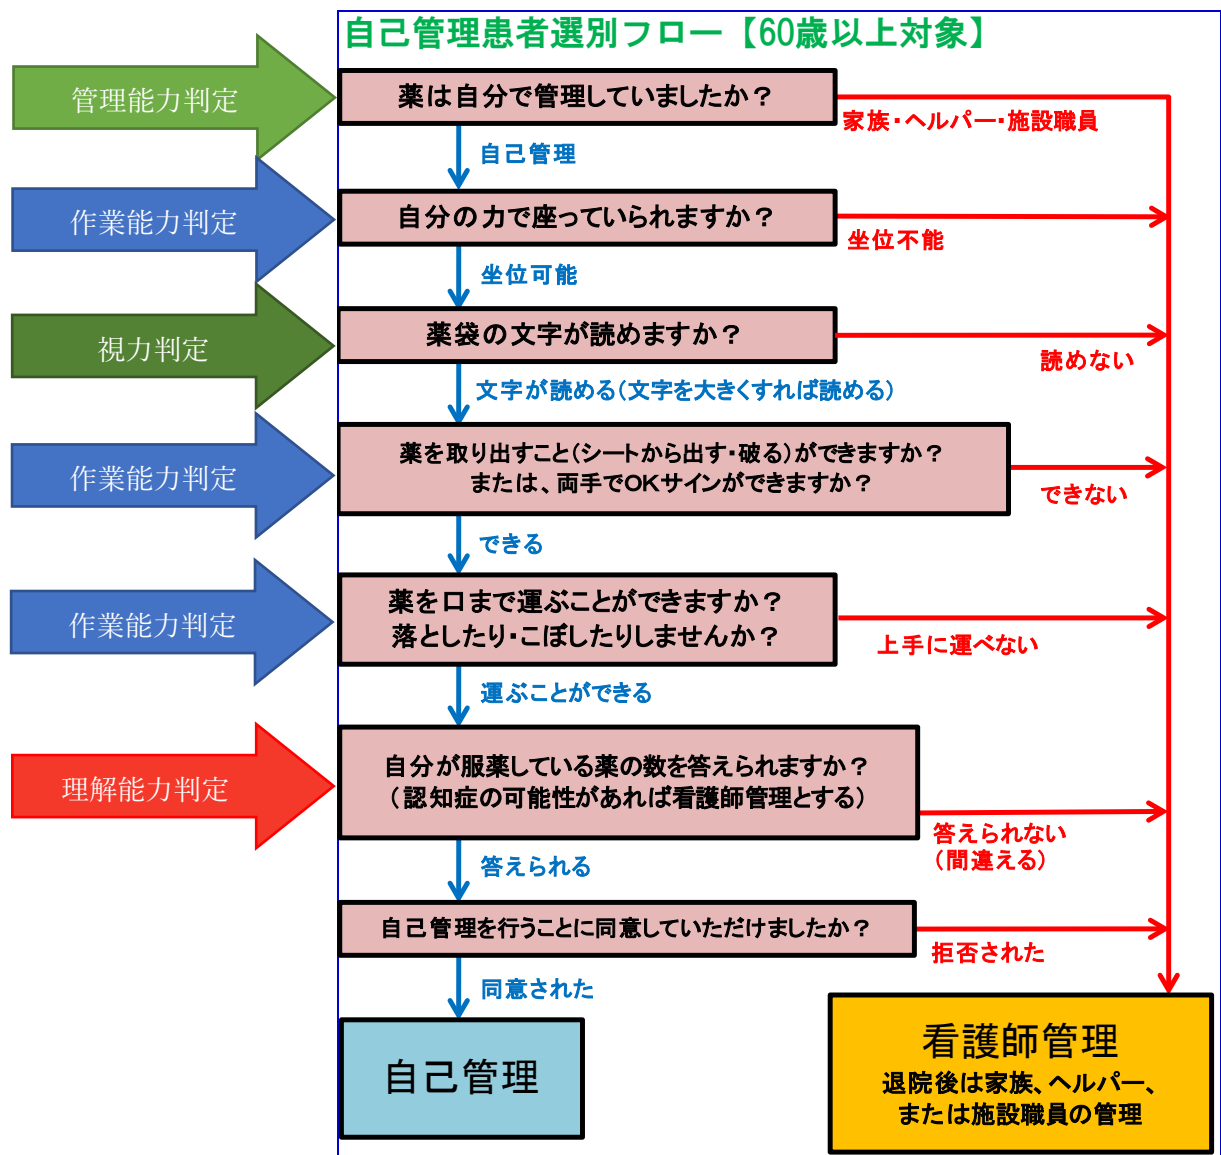 自己管理患者選別フロー【60歳以上対象】
管理能力判定
薬は自分で管理していましたか？
家族・ヘルパー・施設職員
自己管理
作業能力判定
自分の力で座っていられますか？
坐位不能
坐位可能
視力判定
薬袋の文字が読めますか？
読めない
文字が読める（文字を大きくすれば読める）
作業能力判定
薬を取り出すこと（シートから出す・破る）ができますか？
または、両手でOKサインができますか？
できない
できる
作業能力判定
薬を口まで運ぶことができますか？
落としたり・こぼしたりしませんか？
上手に運べない
運ぶことができる
理解能力判定
自分が服薬している薬の数を答えられますか？
（認知症の可能性があれば看護師管理とする）
答えられない
（間違える）
答えられる
自己管理を行うことに同意していただけましたか？
拒否された
同意された
自己管理
看護師管理
退院後は家族、ヘルパー、
または施設職員の管理